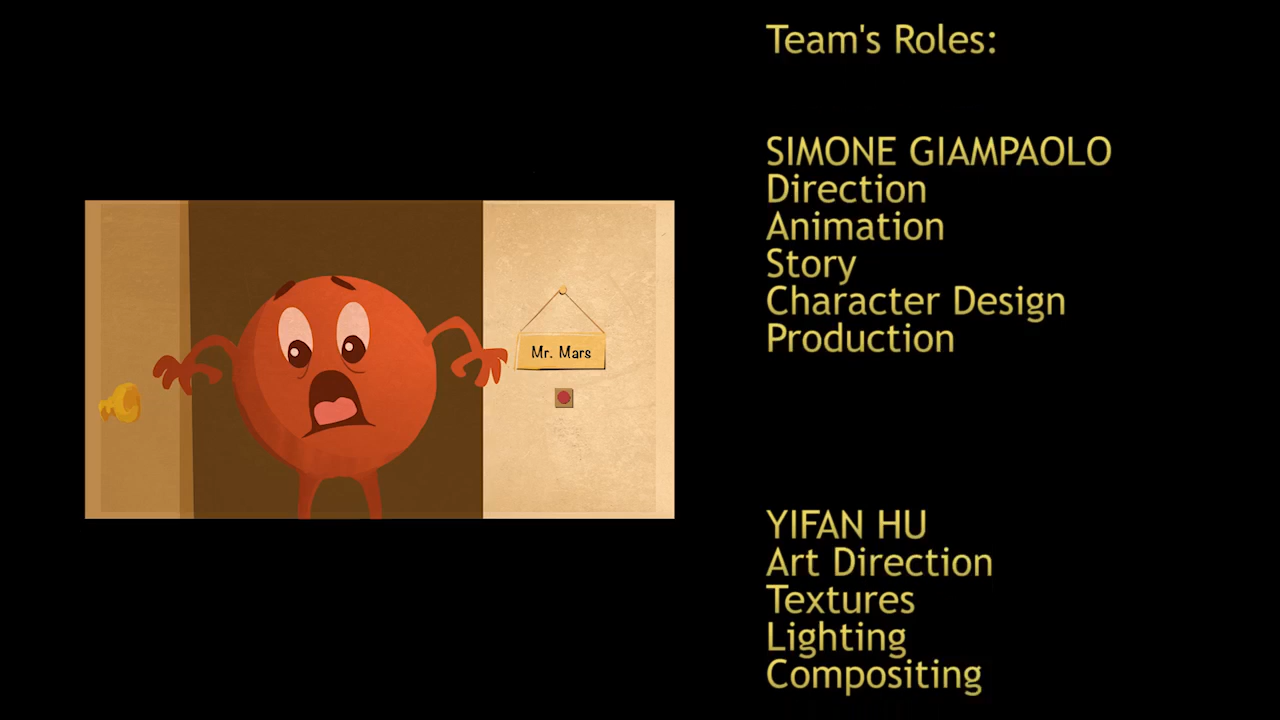 Team's Roles:
SIMONE GIAMPAOLO
Direction
Animation
Story
Character Design
Production
Mr. Mars
YIFAN HU
Art Direction
Textures
Lighting
Compositing